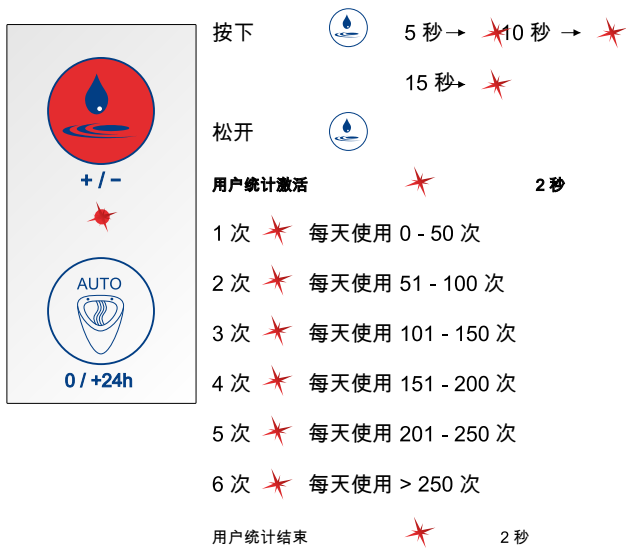 按下 5 秒→ 10 秒 →
15 秒→
松开
+ / −
用户统计激活 2 秒
1 次 每天使用 0 - 50 次
2 次 每天使用 51 - 100 次
AUTO
3 次 每天使用 101 - 150 次
0 / +24h
4 次 每天使用 151 - 200 次
5 次 每天使用 201 - 250 次
6 次 每天使用 > 250 次
用户统计结束 2 秒